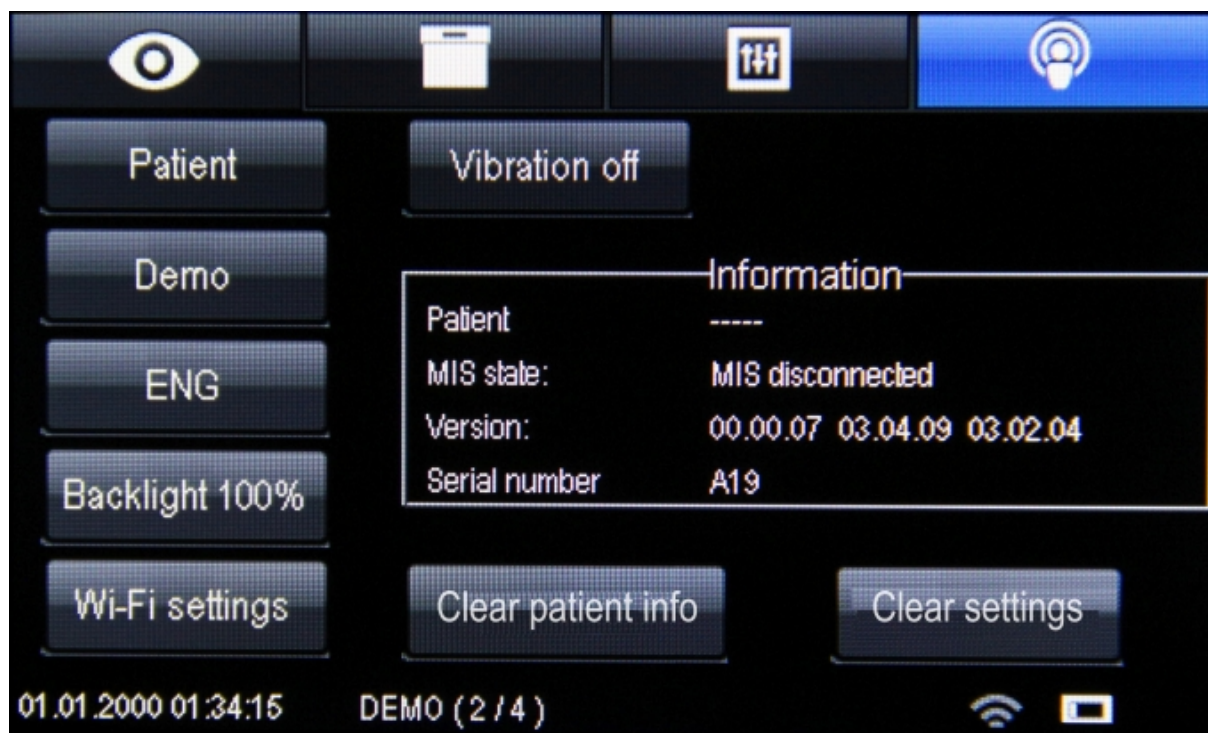 Patient
Vibration off
Demo
Information
Patient -----
MIS state: MIS disconnected
ENG
Version: 00.00.07 03.04.09 03.02.04
Serial number A19
Backlight 100%
Wi-Fi settings
Clear patient info
Clear settings
01.01.2000 01:34:15 DEMO ( 2 / 4 )